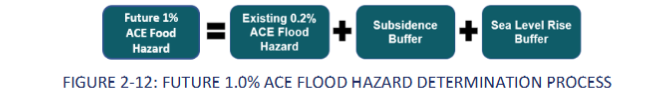 Future 1%
ACE Food
Hazard
=
Existing 0.2%
ACE Flood
Hazard
+
Subsidence
Buffer
+
Sea Level Rise
Buffer
FIGURE 2-12: FUTURE 1.0% ACE FLOOD HAZARD DETERMINATION PROCESS